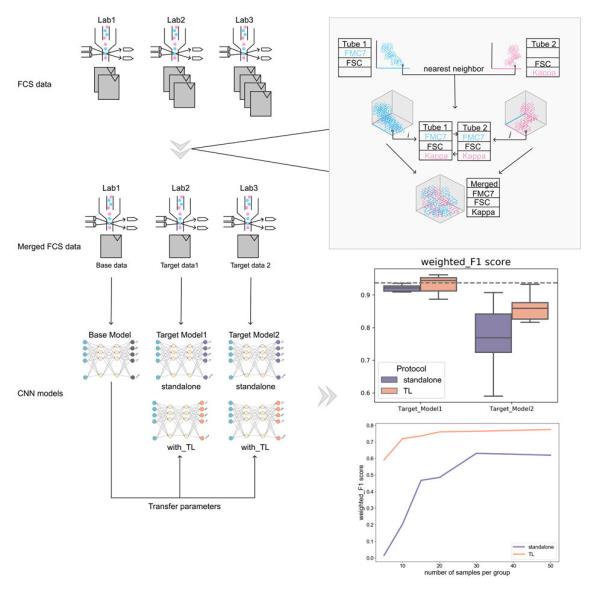 Lab1
Lab2
Lab3
FCS data
Tube 1
FMC7
FSC
Tube 2
FSC
Kappa
nearest neighbor
i
i
Tube 1
Tube 2
FMC7
FMC7
FSC
FSC
Kappa
Kappa
Merged
FMC7
FSC
Kappa
Lab1
Lab2
Lab3
Merged FCS data
Base data
Target data1
Target data 2
Base Model
Target Model1
Target Model2
CNN models
standalone
standalone
with_TL
with_TL
Transfer parameters
weighted_F1 score
0.9
0.8
0.7
0.6
Protocol
standalone
TL
Target_Model1
Target_Model2
weighted_F1 score
0.8
0.7
0.6
0.5
0.4
0.3
0.2
0.1
0.0
10
20
30
40
50
number of samples per group
standalone
TL